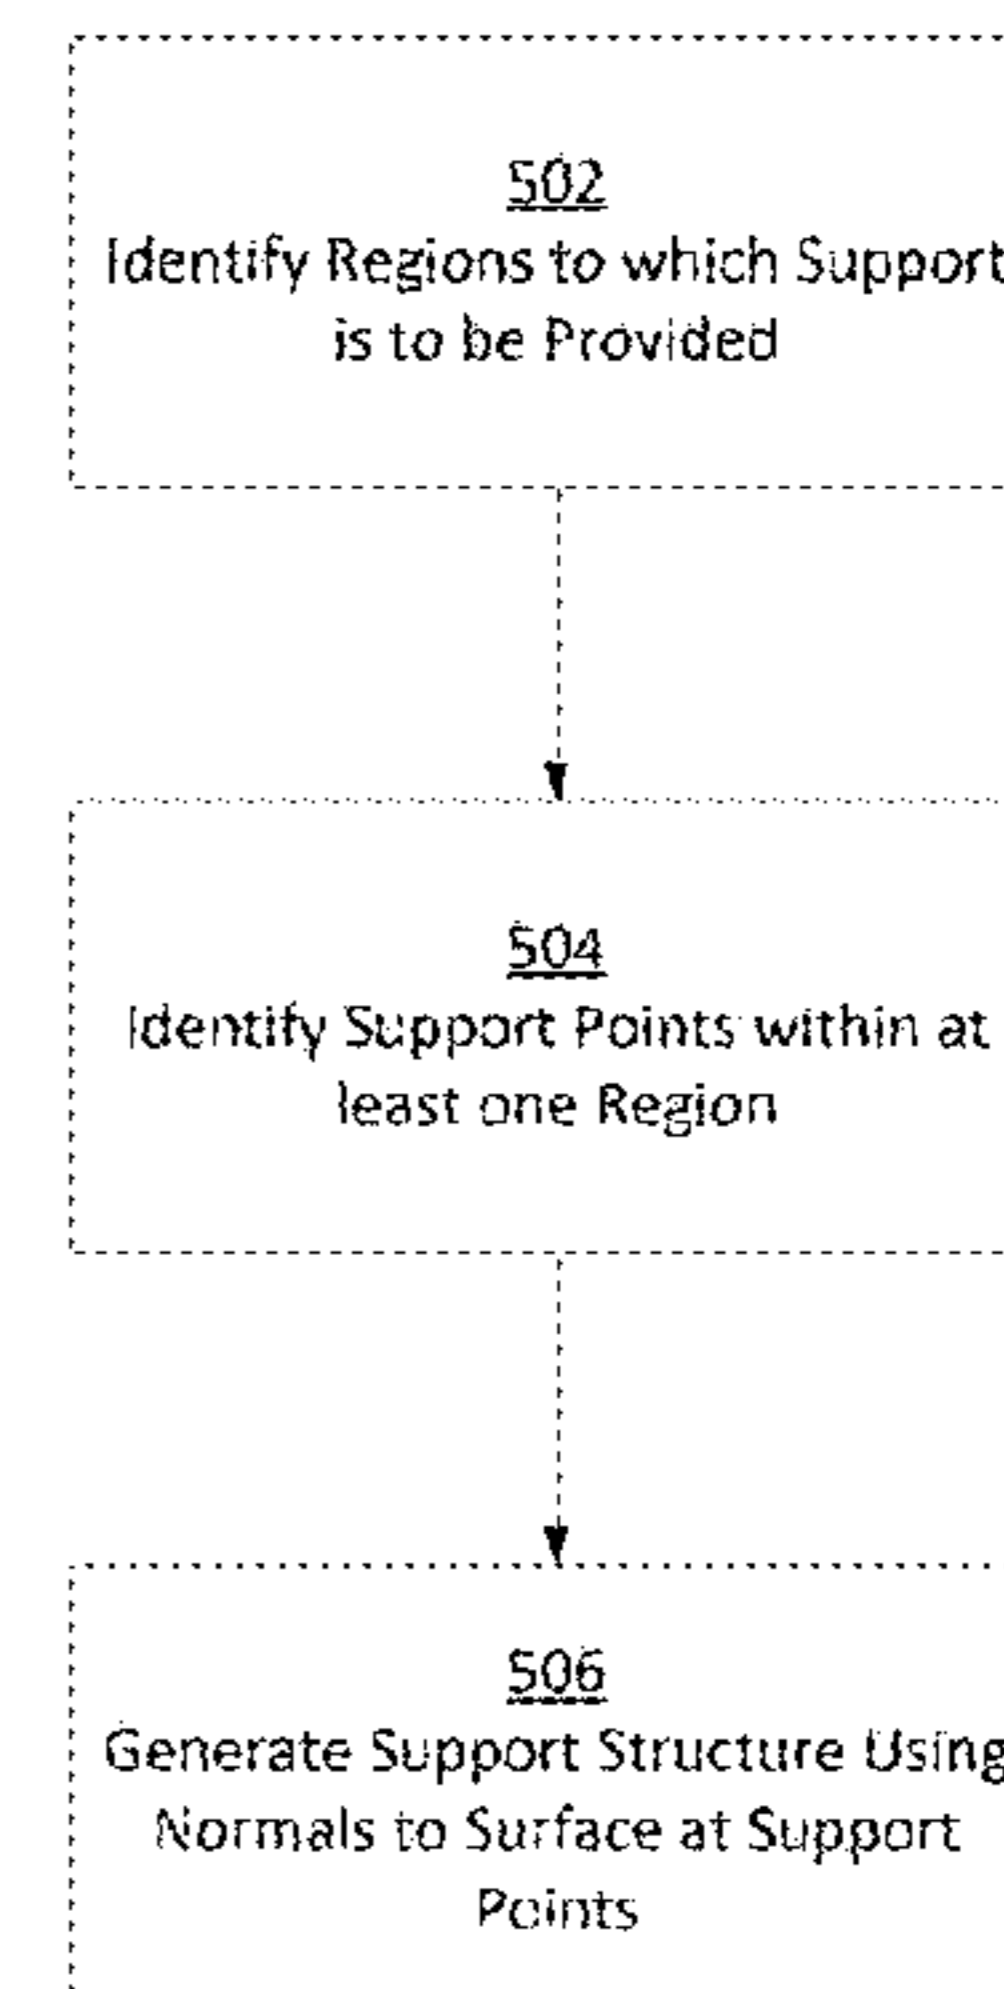 502
Identify Regions to which Support
is to be Provided
504
Identify Support Points within at
least one Region
506
Generate Support Structure Using
Normals to Surface at Support
Points